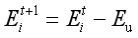 $E_i^{t+1} = E_i^t - E_u$